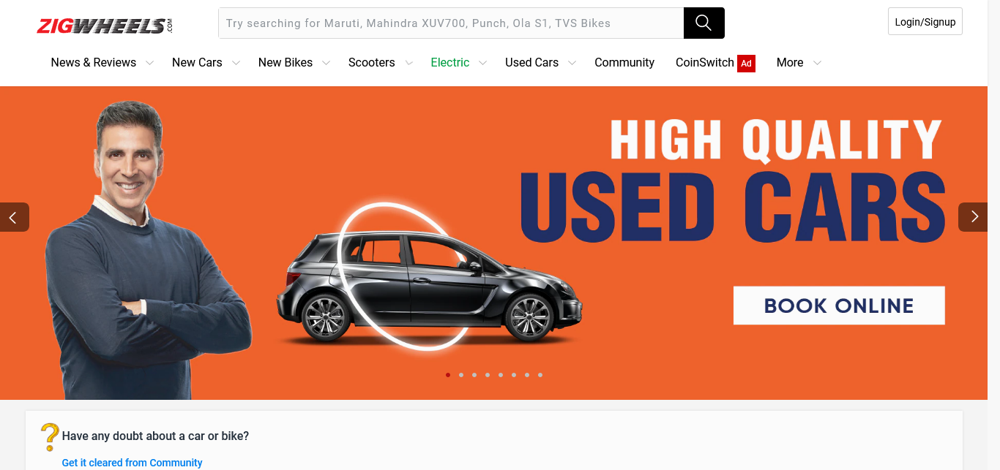 ZIGWHEELS.COM
Try searching for Maruti, Mahindra XUV700, Punch, Ola S1, TVS Bikes
Login/Signup
News & Reviews New Cars New Bikes Scooters Electric Used Cars Community CoinSwitch Ad More
HIGH QUALITY
USED CARS
BOOK ONLINE
Have any doubt about a car or bike?
Get it cleared from Community